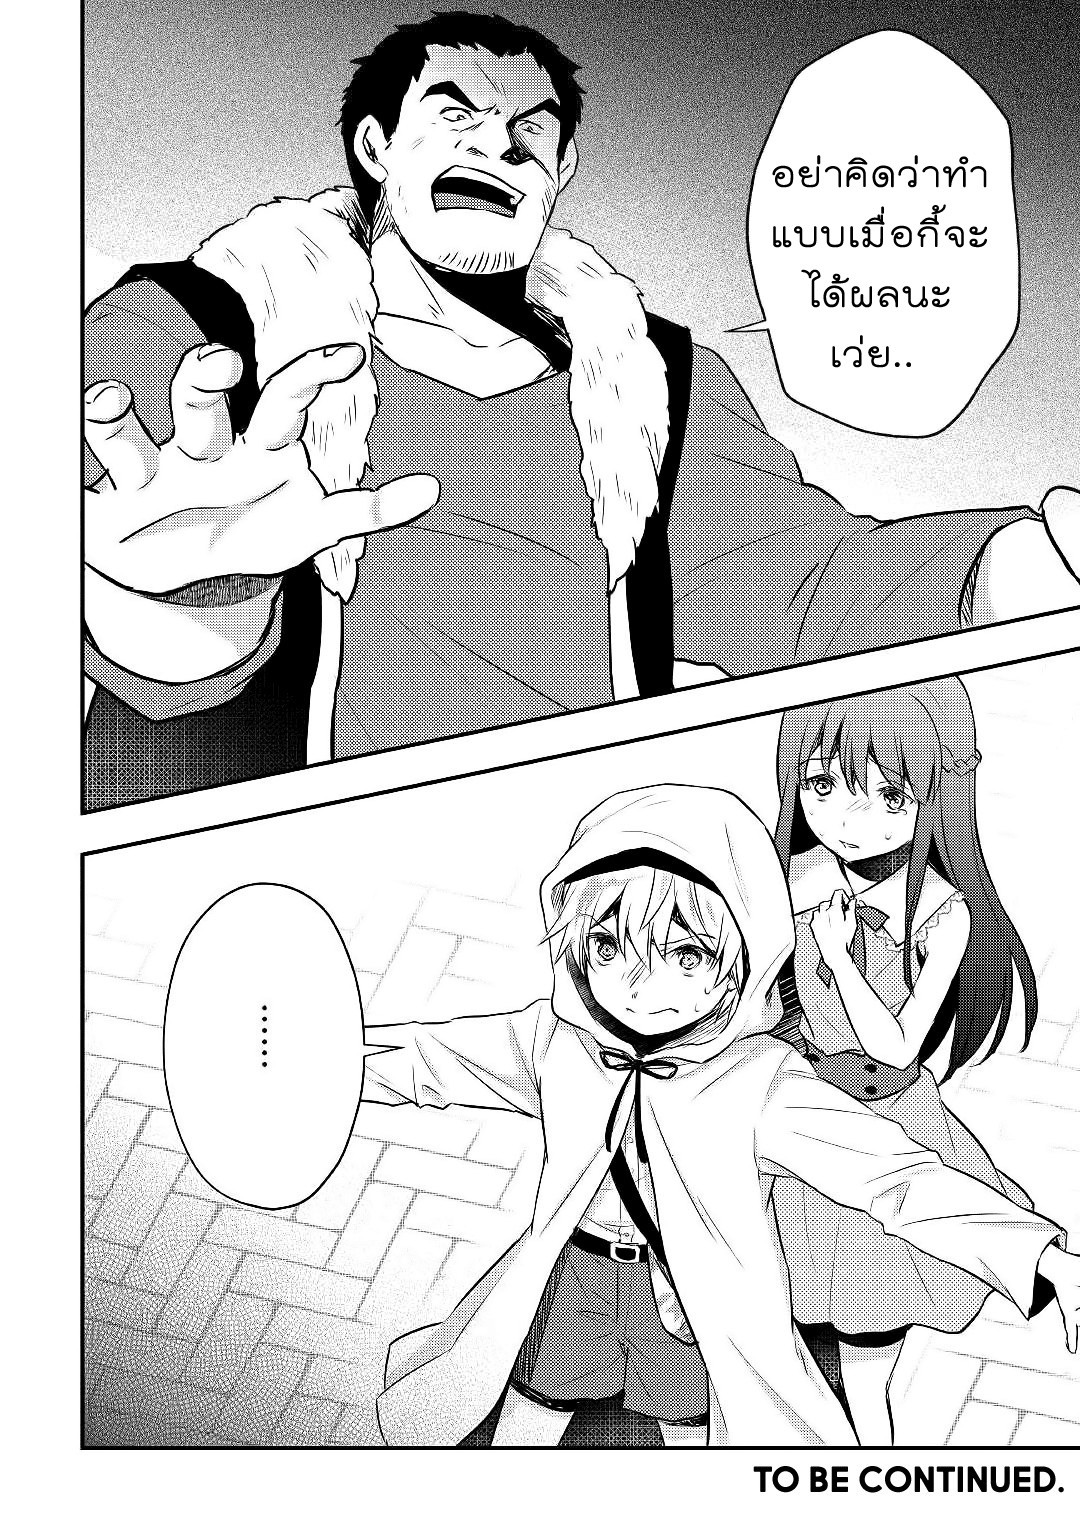 อย่าคิดว่าทำ
แบบเมื่อกี้จะ
ได้ผลนะ
เว่ย..
......
TO BE CONTINUED.